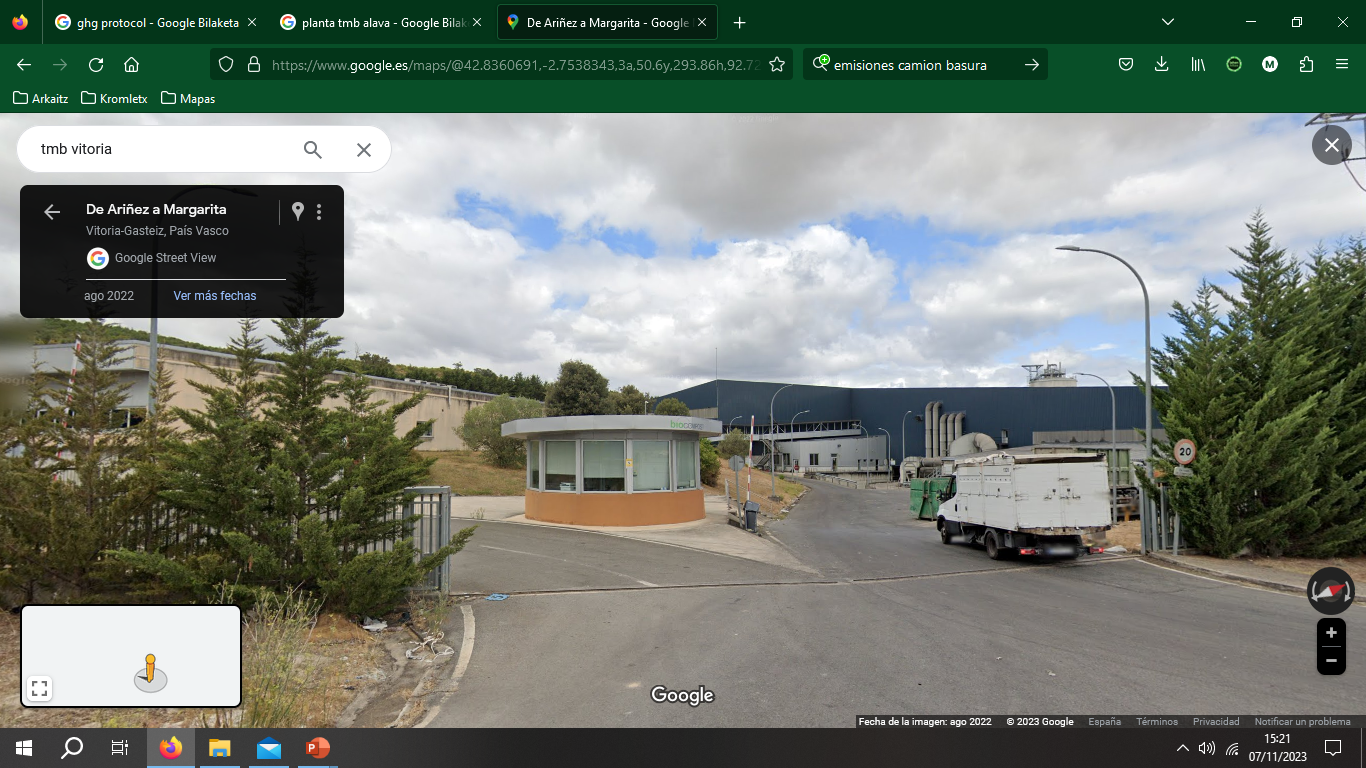 ghg protocol - Google Bilaketa
planta tmb alava - Google Bilak
De Ariñez a Margarita - Google
https://www.google.es/maps/@42.8360691,-2.7538343,3a,50.6y,293.86h,92.72
emisiones camion basura
Arkaitz
Kromletx
Mapas
tmb vitoria
De Ariñez a Margarita
Vitoria-Gasteiz, País Vasco
Google Street View
ago 2022
Ver más fechas
20
Google
Fecha de la imagen: ago 2022
© 2023 Google
España
Términos
Privacidad
Notificar un problema
15:21
07/11/2023